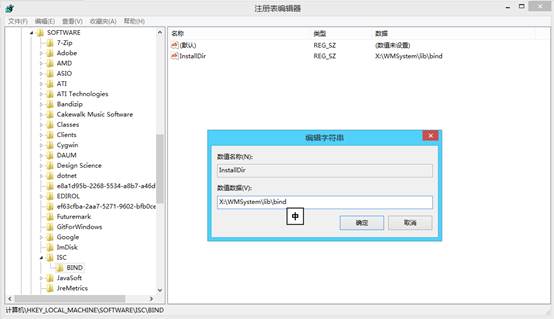 注册表编辑器
文件(F) 编辑(E) 查看(V) 收藏夹(A) 帮助(H)
SOFTWARE
7-Zip
Adobe
AMD
ASIO
ATI
ATI Technologies
Bandizip
Cakewalk Music Software
Classes
Clients
Cygwin
DAUM
Design Science
dotnet
e8a1d95b-2268-5534-a8b7-a46d
EDIROL
ef63cfba-2aa7-5271-9602-bfb0ce
Futuremark
GitForWindows
Google
ImDisk
ISC
BIND
JavaSoft
JreMetrics
名称 类型 数据
(默认) REG_SZ (数值未设置)
InstallDir REG_SZ X:\WMSystem\lib\bind
编辑字符串
数值名称(N):
InstallDir
数值数据(V):
X:\WMSystem\lib\bind
中
确定 取消
计算机\HKEY_LOCAL_MACHINE\SOFTWARE\ISC\BIND